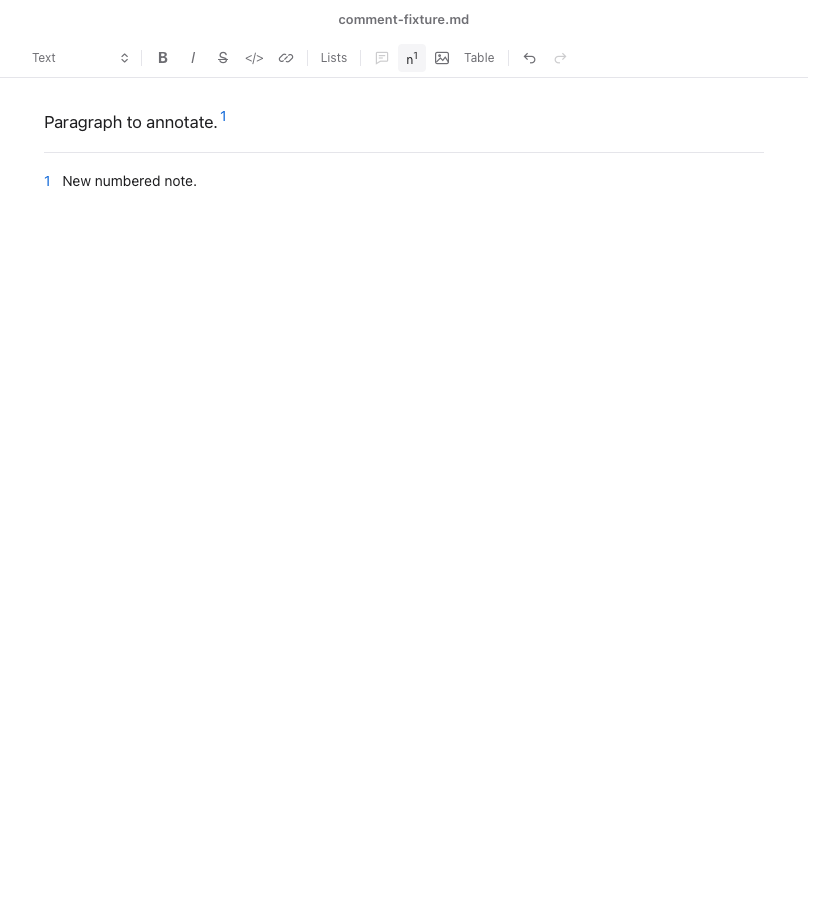 comment-fixture.md
Text B I S </> Lists n¹ Table
Paragraph to annotate.¹
1 New numbered note.